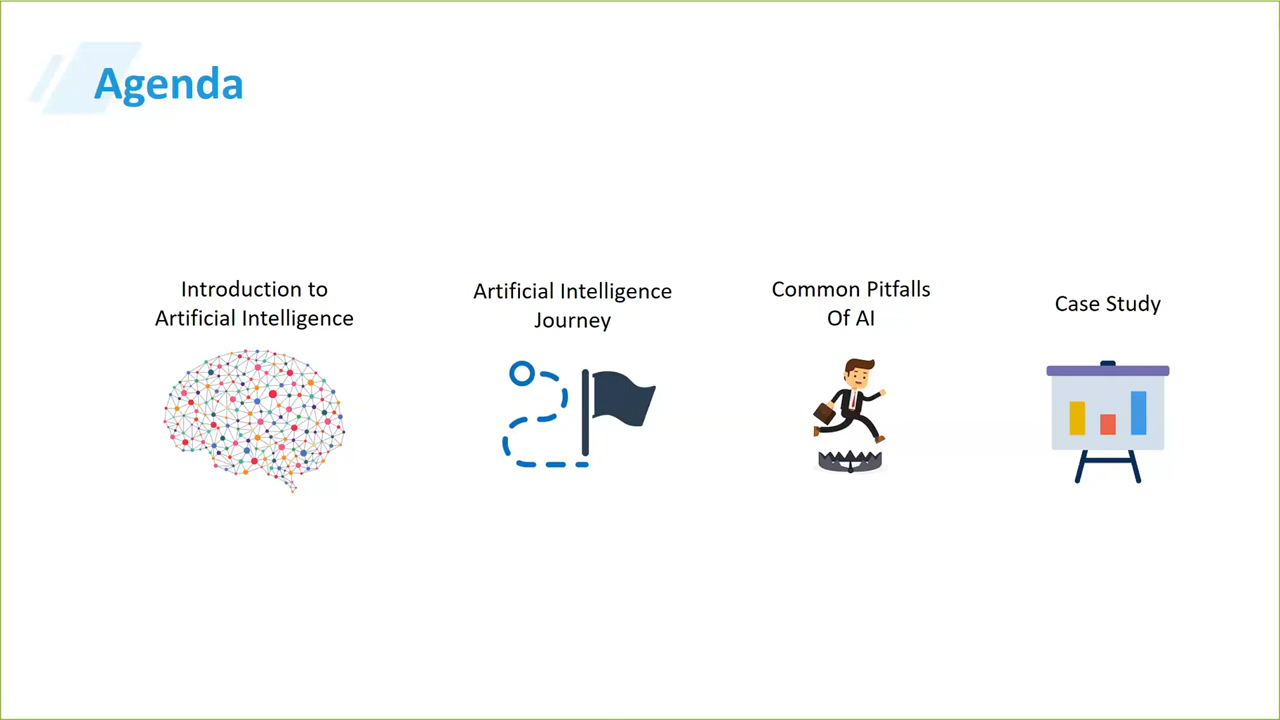 Agenda
Introduction to
Artificial Intelligence
Artificial Intelligence
Journey
Common Pitfalls
Of AI
Case Study